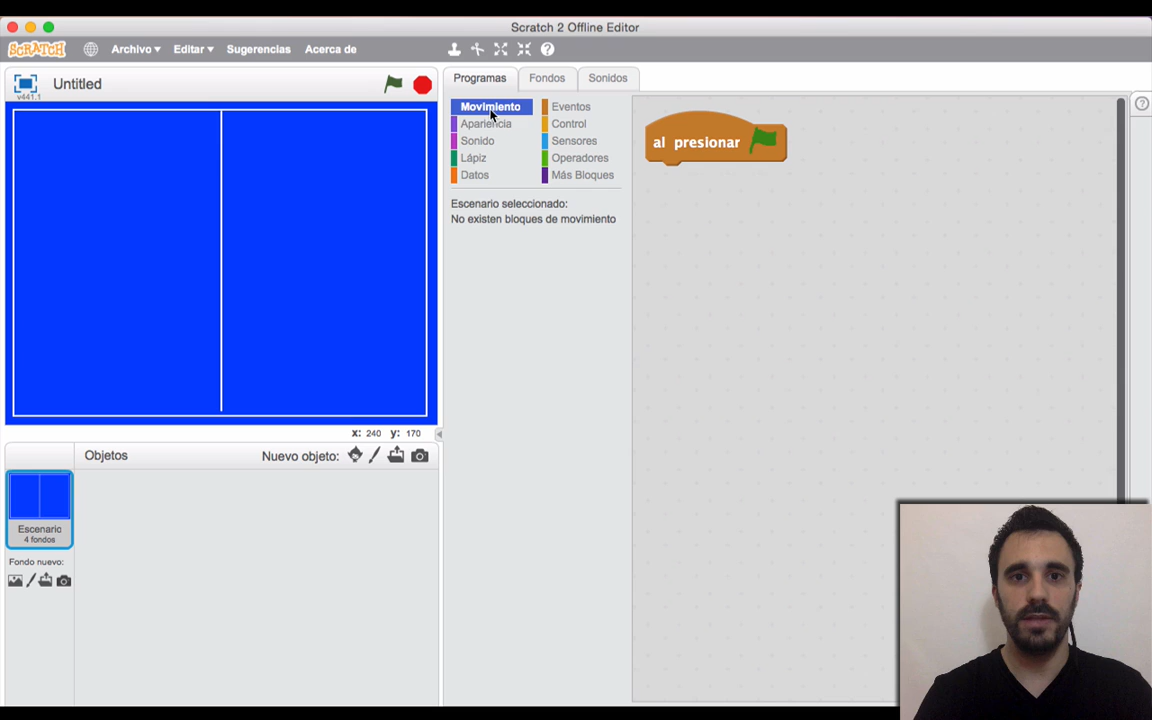 Scratch 2 Offline Editor
SCRATCH Archivo Editar Sugerencias Acerca de
v441.1 Untitled
Programas Fondos Sonidos
Movimiento Eventos
Apariencia Control
Sonido Sensores
Lápiz Operadores
Datos Más Bloques
Escenario seleccionado:
No existen bloques de movimiento
al presionar
x: 240 y: 170
Objetos Nuevo objeto:
Escenario
4 fondos
Fondo nuevo: